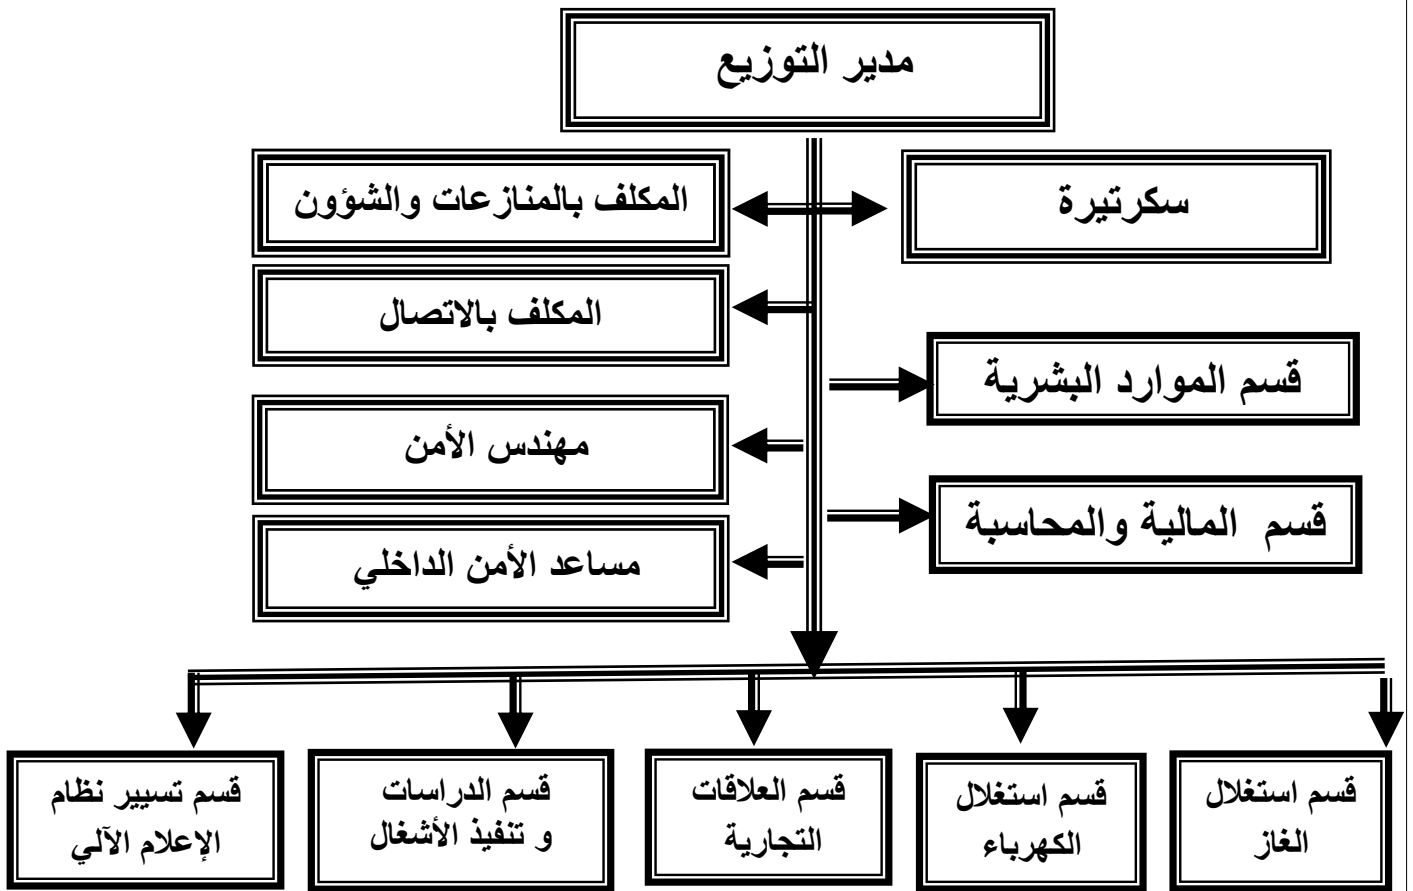 مدير التوزيع
سكرتيرة
المكلف بالمنازعات والشؤون
المكلف بالاتصال
قسم الموارد البشرية
مهندس الأمن
قسم المالية والمحاسبة
مساعد الأمن الداخلي
قسم استغلال
الغاز
قسم استغلال
الكهرباء
قسم العلاقات
التجارية
قسم الدراسات
و تنفيذ الأشغال
قسم تسيير نظام
الإعلام الآلي